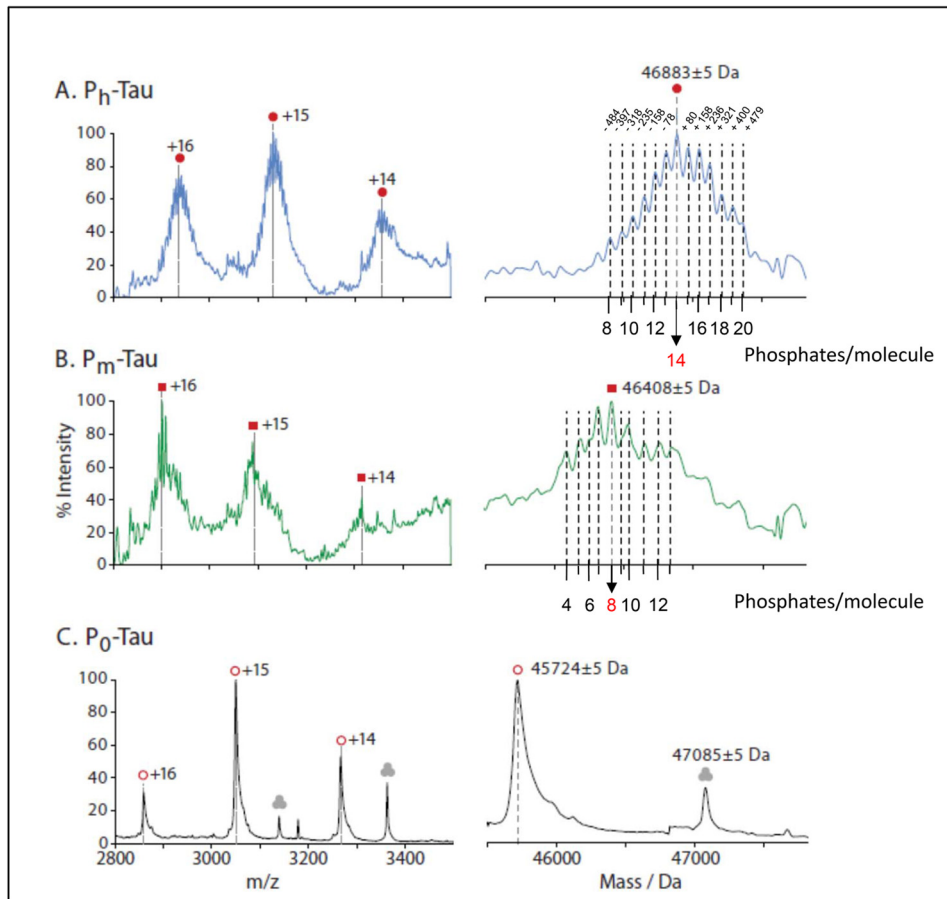 46883±5 Da
A. Ph-Tau
-484
-397
-318
-235
-158
-78
+80
+158
+236
+321
+400
+479
+16
+15
+14
100
80
60
40
20
0
8 10 12 14 16 18 20
Phosphates/molecule
B. Pm-Tau
+16
+15
+14
46408±5 Da
100
80
60
40
20
0
% Intensity
4 6 8 10 12
Phosphates/molecule
C. P0-Tau
+16
+15
+14
45724±5 Da
47085±5 Da
100
80
60
40
20
0
2800 3000 3200 3400
m/z
46000 47000
Mass / Da